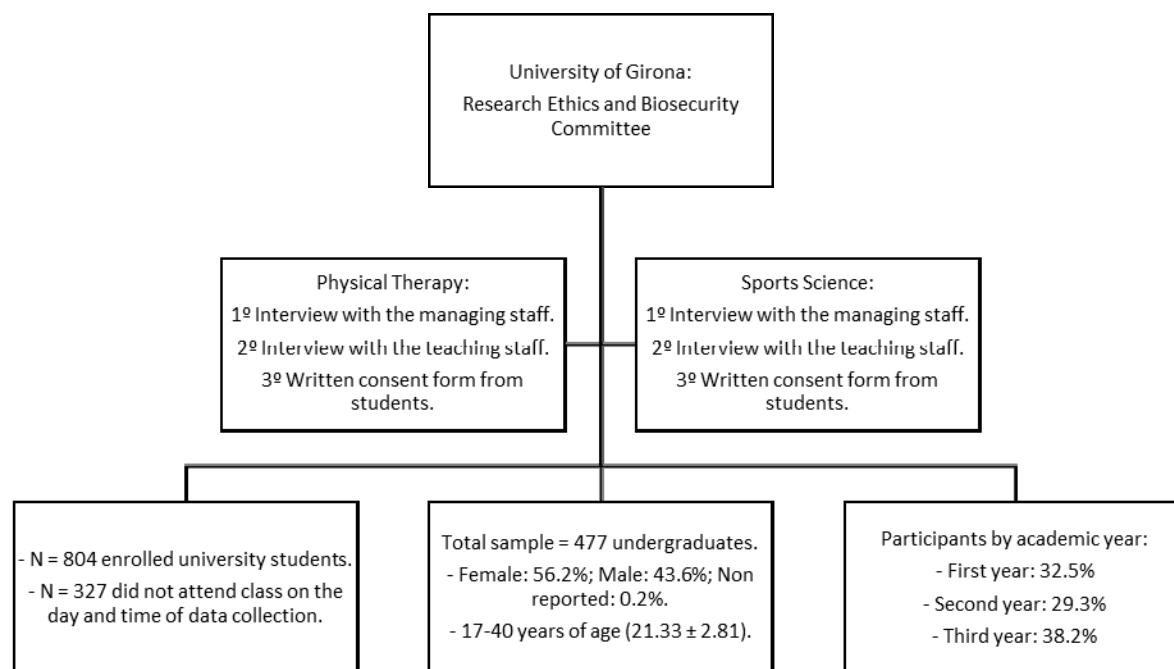 University of Girona:
Research Ethics and Biosecurity
Committee
Physical Therapy:
1º Interview with the managing staff.
2º Interview with the teaching staff.
3º Written consent form from
students.
Sports Science:
1º Interview with the managing staff.
2º Interview with the teaching staff.
3º Written consent form from
students.
- N = 804 enrolled university students.
- N = 327 did not attend class on the
day and time of data collection.
Total sample = 477 undergraduates.
- Female: 56.2%; Male: 43.6%; Non
reported: 0.2%.
- 17-40 years of age (21.33 ± 2.81).
Participants by academic year:
- First year: 32.5%
- Second year: 29.3%
- Third year: 38.2%